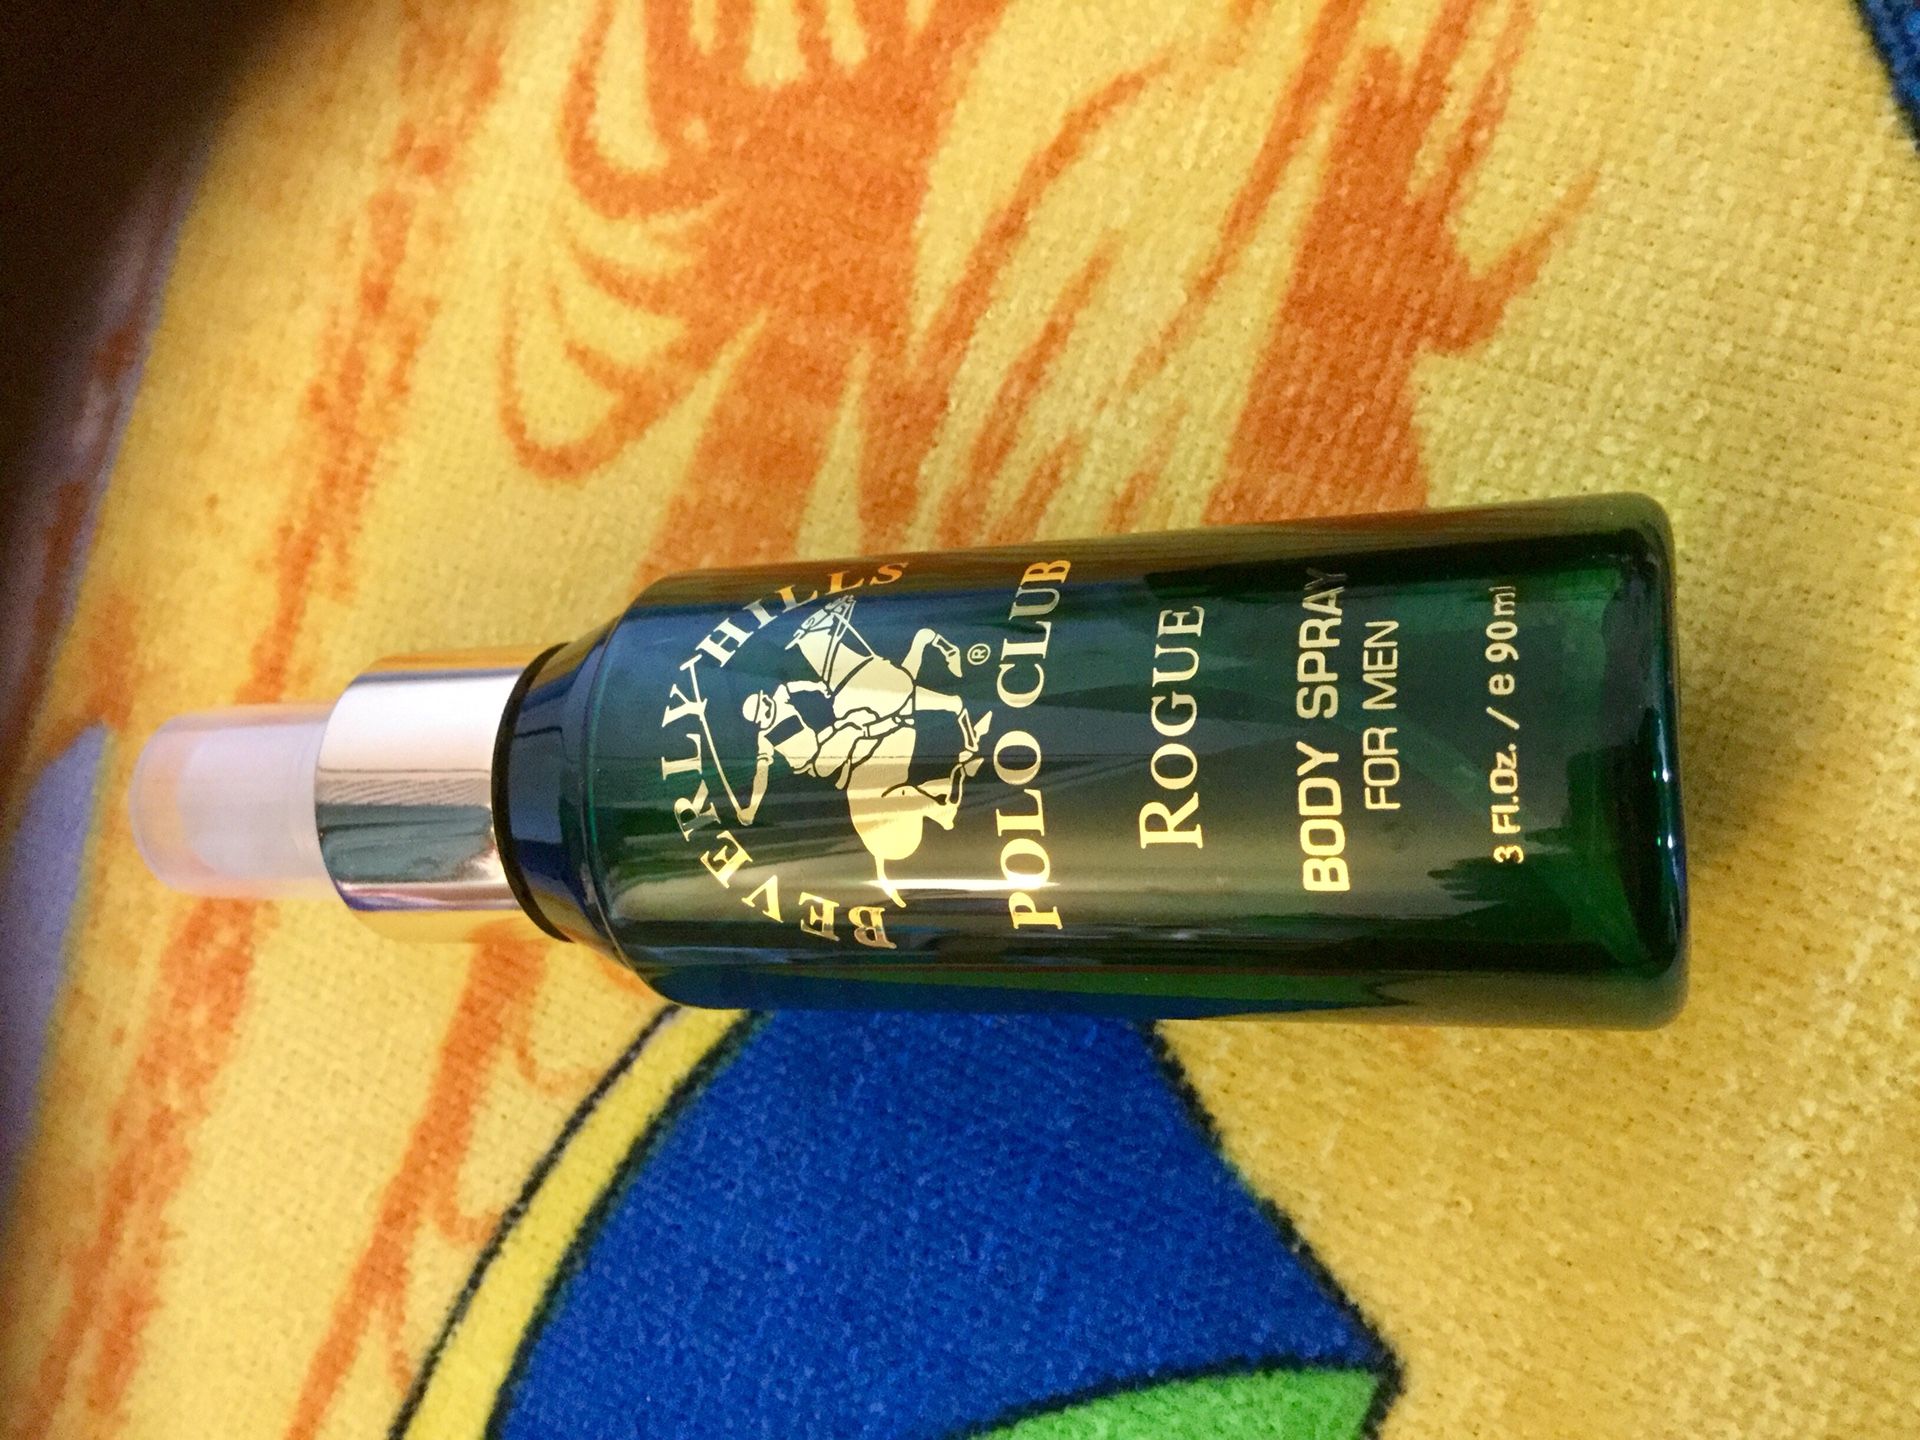 BEVERLY HILLS
®
POLO CLUB
ROGUE
BODY SPRAY
FOR MEN
3 Fl.Oz. / e 90ml